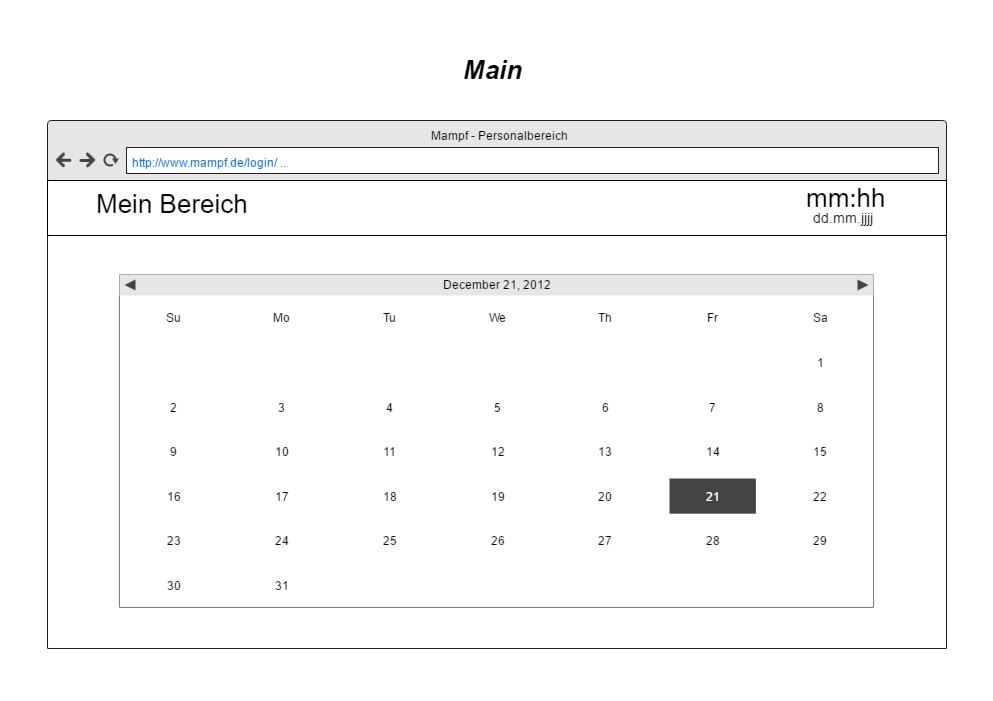 Main
Mampf - Personalbereich
http://www.mampf.de/login/ ..
Mein Bereich
mm:hh
dd.mm.jjjj
December 21, 2012
Su Mo Tu We Th Fr Sa
1
2 3 4 5 6 7 8
9 10 11 12 13 14 15
16 17 18 19 20 21 22
23 24 25 26 27 28 29
30 31